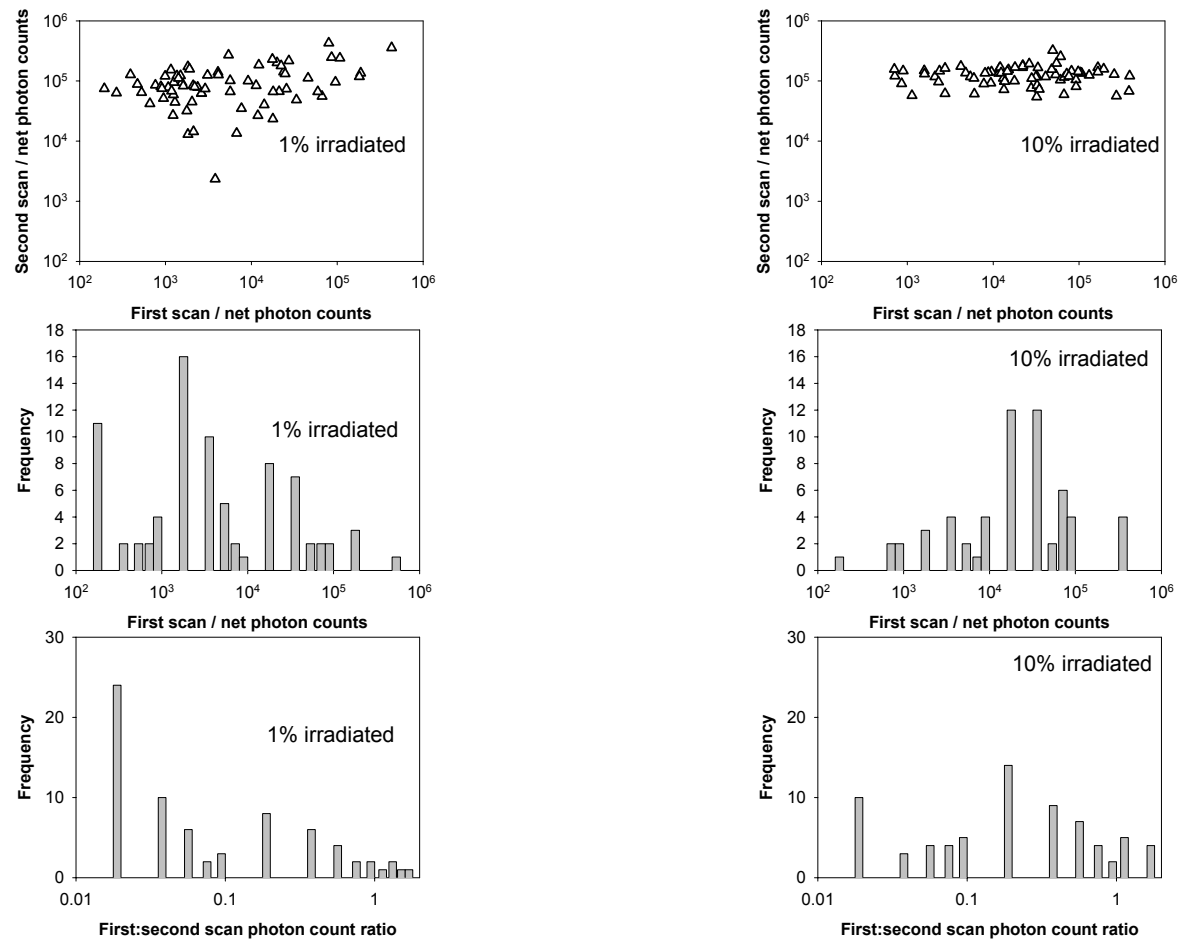 Second scan / net photon counts
10⁶
10⁵
10⁴
10³
10²
1% irradiated
10² 10³ 10⁴ 10⁵ 10⁶
First scan / net photon counts
Second scan / net photon counts
10⁶
10⁵
10⁴
10³
10²
10% irradiated
10² 10³ 10⁴ 10⁵ 10⁶
First scan / net photon counts
Frequency
18
16
14
12
10
8
6
4
2
0
1% irradiated
10² 10³ 10⁴ 10⁵ 10⁶
First scan / net photon counts
Frequency
18
16
14
12
10
8
6
4
2
0
10% irradiated
10² 10³ 10⁴ 10⁵ 10⁶
First scan / net photon counts
Frequency
30
20
10
0
1% irradiated
0.01 0.1 1
First:second scan photon count ratio
Frequency
30
20
10
0
10% irradiated
0.01 0.1 1
First:second scan photon count ratio